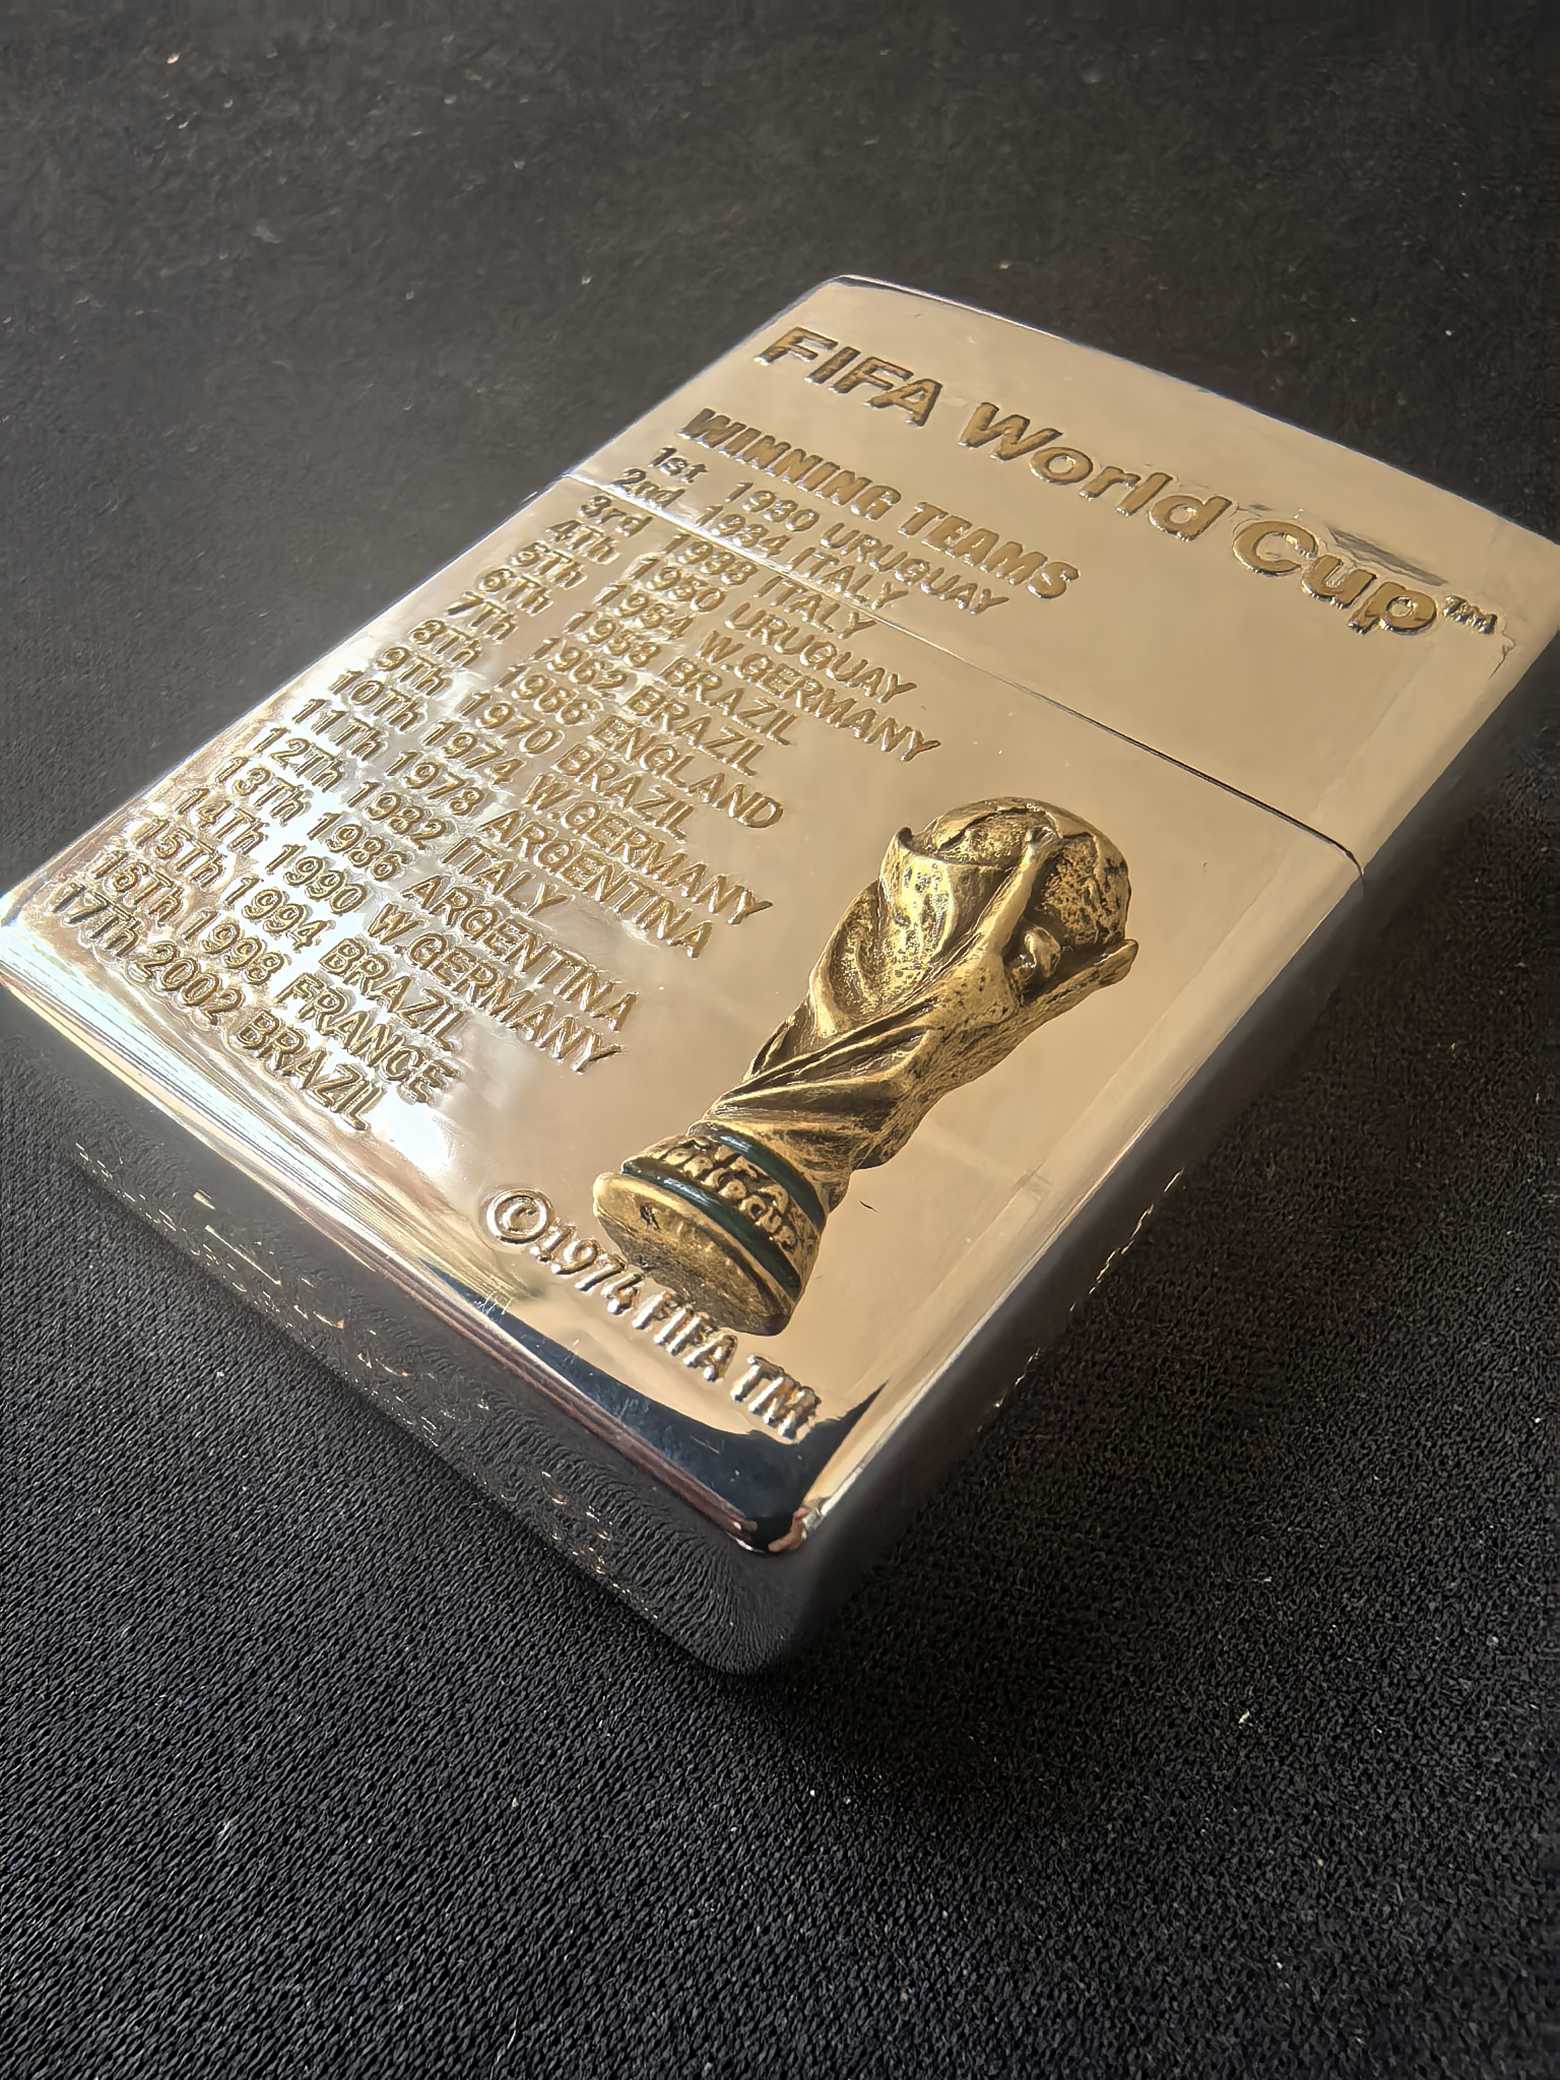 FIFA World Cup™
WINNING TEAMS
1st 1930 URUGUAY
2nd 1934 ITALY
3rd 1938 ITALY
4Th 1950 URUGUAY
5Th 1954 W.GERMANY
6Th 1958 BRAZIL
7Th 1962 BRAZIL
8Th 1966 ENGLAND
9Th 1970 BRAZIL
10Th 1974 W.GERMANY
11Th 1978 ARGENTINA
12Th 1982 ITALY
13Th 1986 ARGENTINA
14Th 1990 W.GERMANY
15Th 1994 BRAZIL
16Th 1998 FRANCE
17Th 2002 BRAZIL
FIFA
WORLD CUP
©1974 FIFA TM